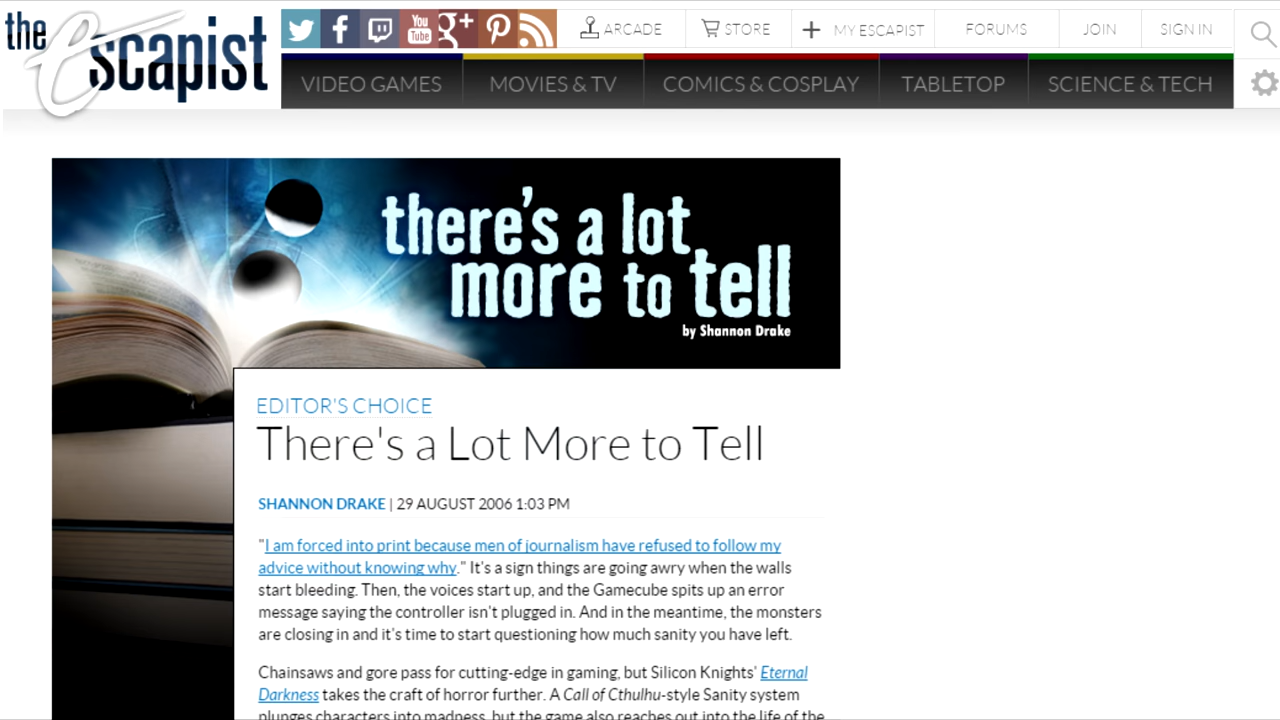 the escapist
You Tube g+
ARCADE STORE MY ESCAPIST FORUMS JOIN SIGN IN
VIDEO GAMES MOVIES & TV COMICS & COSPLAY TABLETOP SCIENCE & TECH
there's a lot
more to tell
by Shannon Drake
EDITOR'S CHOICE
There's a Lot More to Tell
SHANNON DRAKE | 29 AUGUST 2006 1:03 PM
"I am forced into print because men of journalism have refused to follow my
advice without knowing why." It's a sign things are going awry when the walls
start bleeding. Then, the voices start up, and the Gamecube spits up an error
message saying the controller isn't plugged in. And in the meantime, the monsters
are closing in and it's time to start questioning how much sanity you have left.
Chainsaws and gore pass for cutting-edge in gaming, but Silicon Knights' Eternal
Darkness takes the craft of horror further. A Call of Cthulhu-style Sanity system
plunges characters into madness, but the game also reaches out into the life of the